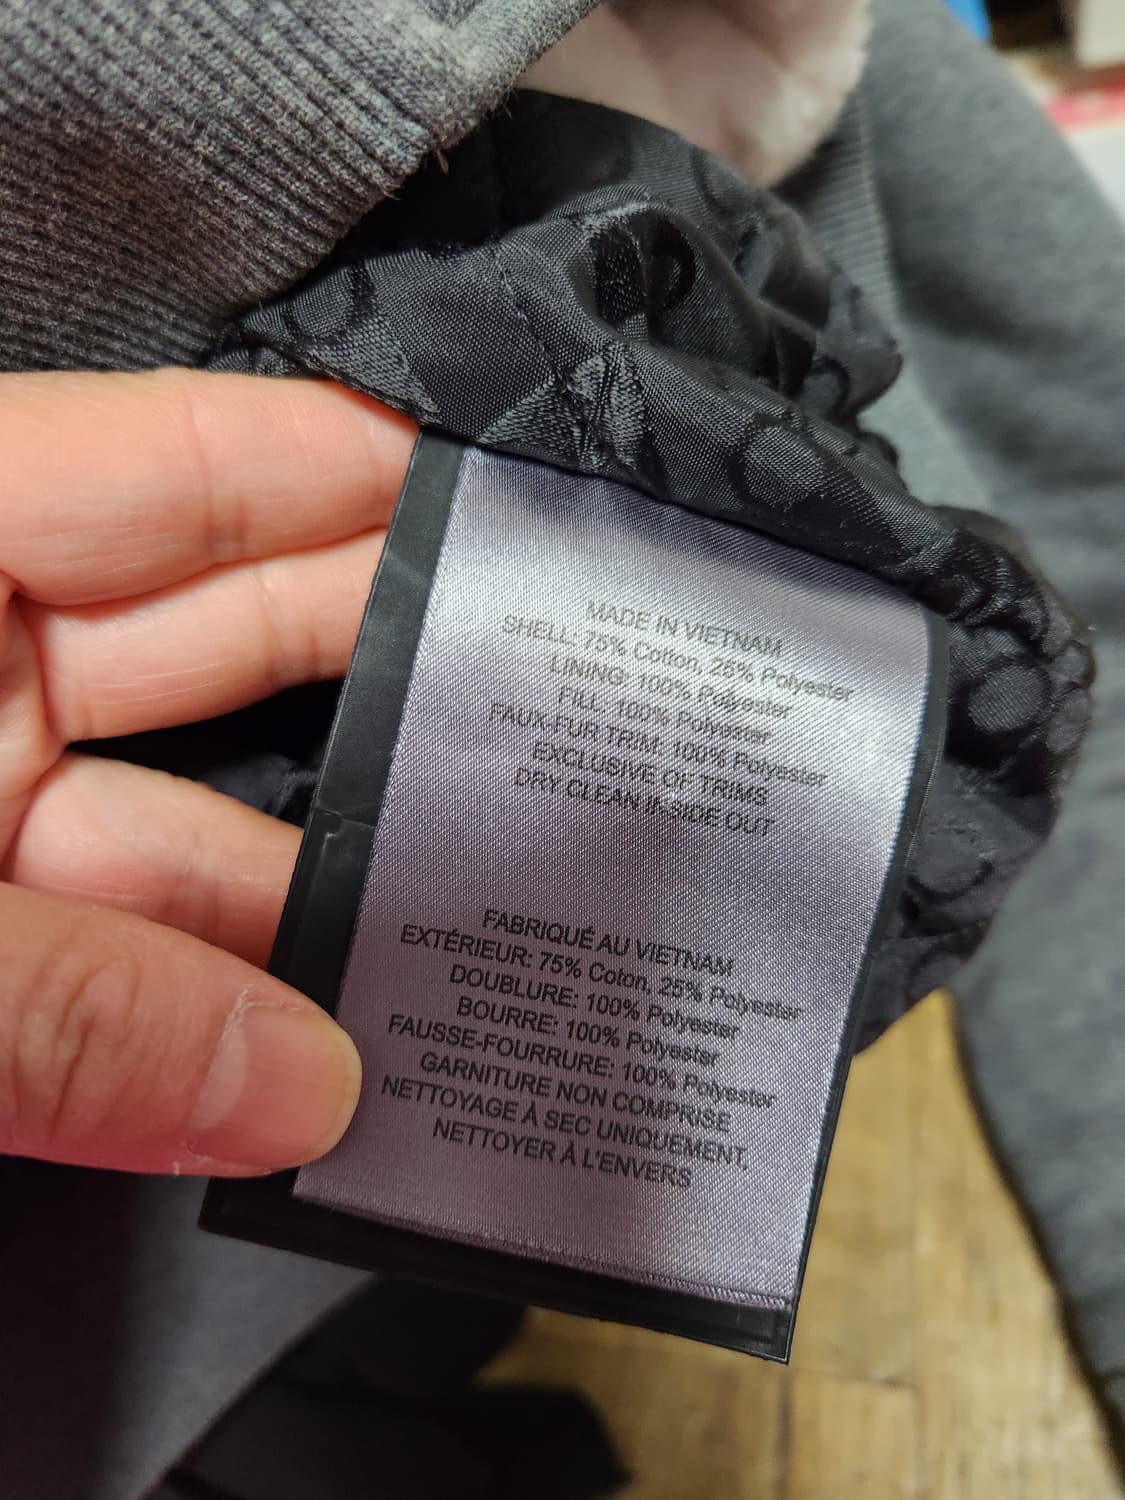 MADE IN VIETNAM
SHELL: 75% Cotton, 25% Polyester
LINING: 100% Polyester
FILL: 100% Polyester
FAUX-FUR TRIM: 100% Polyester
EXCLUSIVE OF TRIMS
DRY CLEAN INSIDE OUT
FABRIQUÉ AU VIETNAM
EXTÉRIEUR: 75% Coton, 25% Polyester
DOUBLURE: 100% Polyester
BOURRE: 100% Polyester
FAUSSE-FOURRURE: 100% Polyester
GARNITURE NON COMPRISE
NETTOYAGE À SEC UNIQUEMENT,
NETTOYER À L'ENVERS